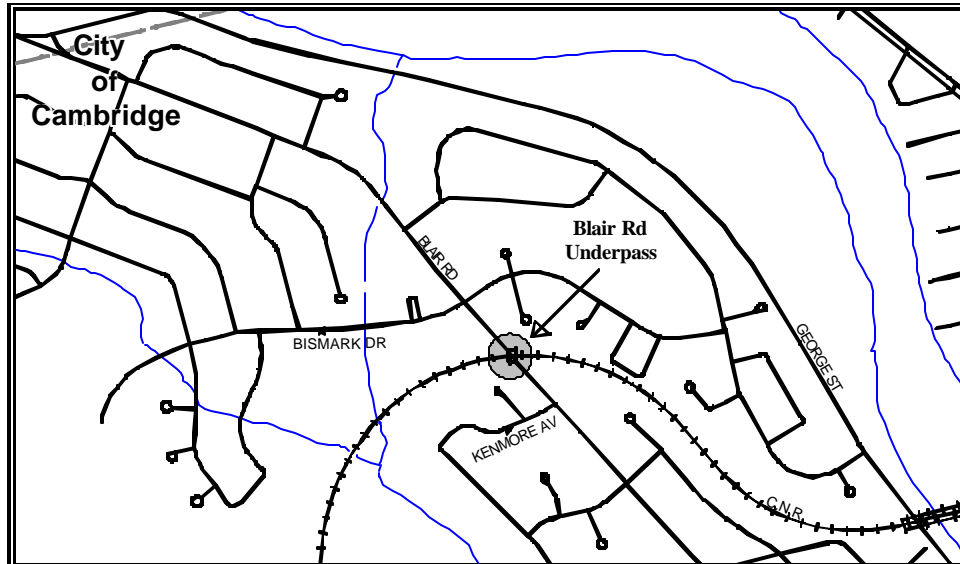 City
of
Cambridge
Blair Rd
Underpass
BLAIR RD
BISMARK DR
GEORGE ST
KENMORE AV
C.N.R.